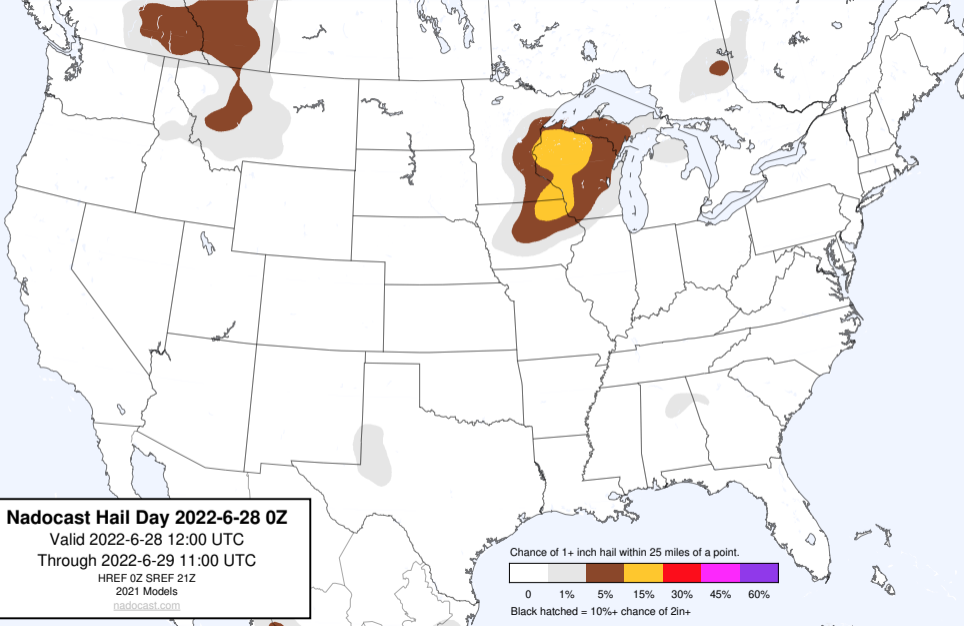 Nadocast Hail Day 2022-6-28 0Z
Valid 2022-6-28 12:00 UTC
Through 2022-6-29 11:00 UTC
HREF 0Z SREF 21Z
2021 Models
nadocast.com
Chance of 1+ inch hail within 25 miles of a point.
0 1% 5% 15% 30% 45% 60%
Black hatched = 10%+ chance of 2in+